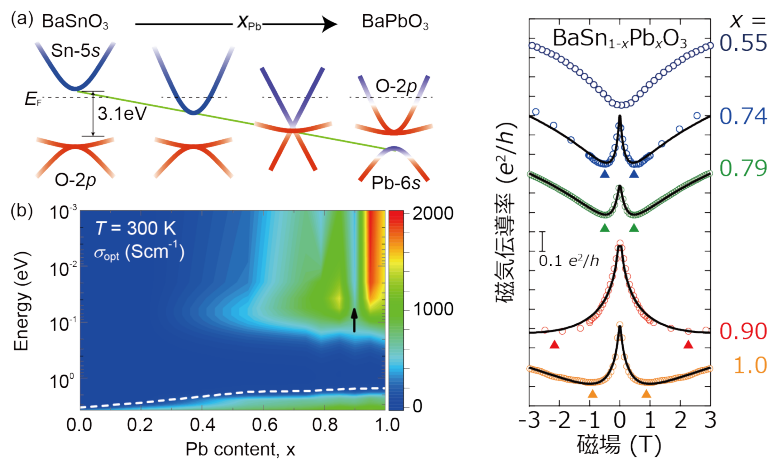 (a)
BaSnO₃
x_Pb
BaPbO₃
Sn-5s
E_F
3.1eV
O-2p
O-2p
Pb-6s
(b)
T = 300 K
σ_opt (Scm⁻¹)
10⁻³
10⁻²
10⁻¹
10⁰
Energy (eV)
0.0 0.2 0.4 0.6 0.8 1.0
Pb content, x
2000
1000
0
BaSn₁₋ₓPbₓO₃
x =
0.55
0.74
0.79
0.90
1.0
0.1 e²/h
磁気伝導率 (e²/h)
-3 -2 -1 0 1 2 3
磁場 (T)